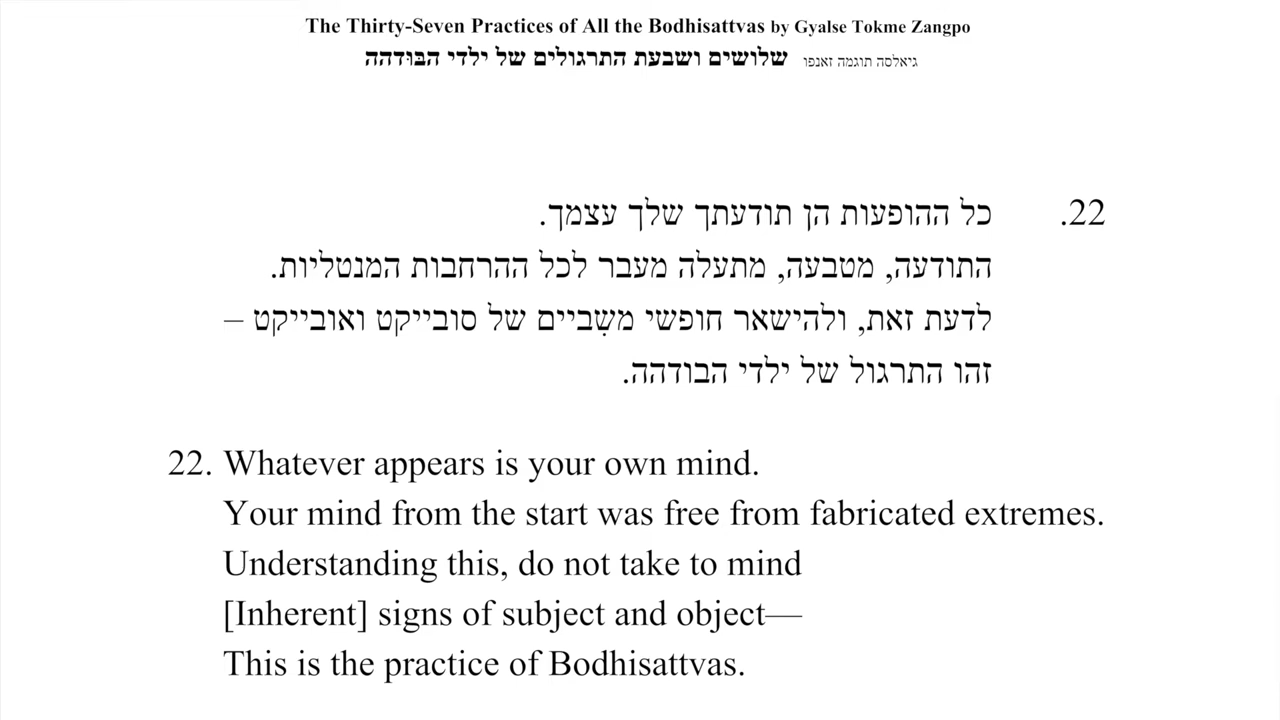 The Thirty-Seven Practices of All the Bodhisattvas by Gyalse Tokme Zangpo
שלושים ושבעת התרגולים של ילדי הבּוּדהה גיאלסה תוגמה זאנפו
22. כל ההופעות הן תודעתך שלך עצמך.
התודעה, מטבעה, מתעלה מעבר לכל ההרחבות המנטליות.
לדעת זאת, ולהישאר חופשי משְביים של סובייקט ואובייקט –
זהו התרגול של ילדי הבודהה.
22. Whatever appears is your own mind.
Your mind from the start was free from fabricated extremes.
Understanding this, do not take to mind
[Inherent] signs of subject and object—
This is the practice of Bodhisattvas.